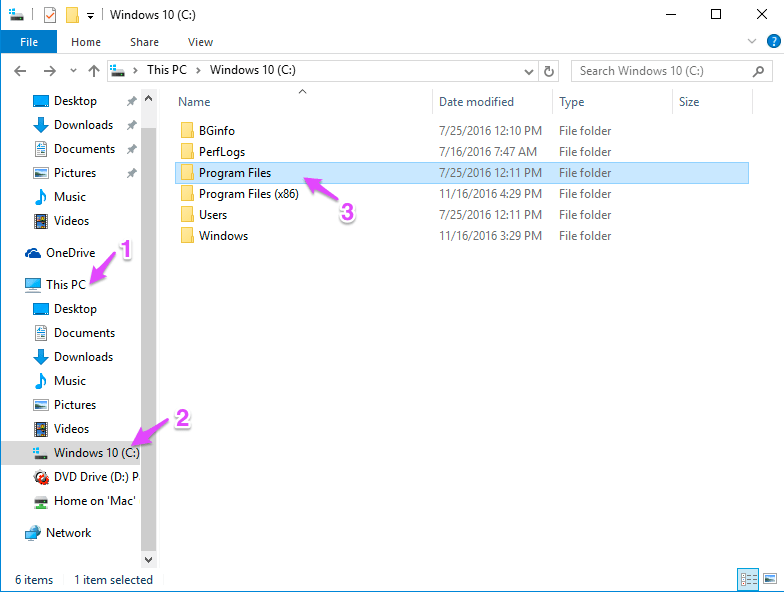 Windows 10 (C:)
File Home Share View
This PC Windows 10 (C:) Search Windows 10 (C:)
Desktop
Downloads
Documents
Pictures
Music
Videos
OneDrive
1
This PC
Desktop
Documents
Downloads
Music
Pictures
Videos
2
Windows 10 (C:)
DVD Drive (D:) P
Home on 'Mac'
Network
Name Date modified Type Size
BGinfo 7/25/2016 12:10 PM File folder
PerfLogs 7/16/2016 7:47 AM File folder
Program Files 7/25/2016 12:11 PM File folder
Program Files (x86) 11/16/2016 4:29 PM File folder
3
Users 7/25/2016 12:11 PM File folder
Windows 11/16/2016 3:29 PM File folder
6 items 1 item selected